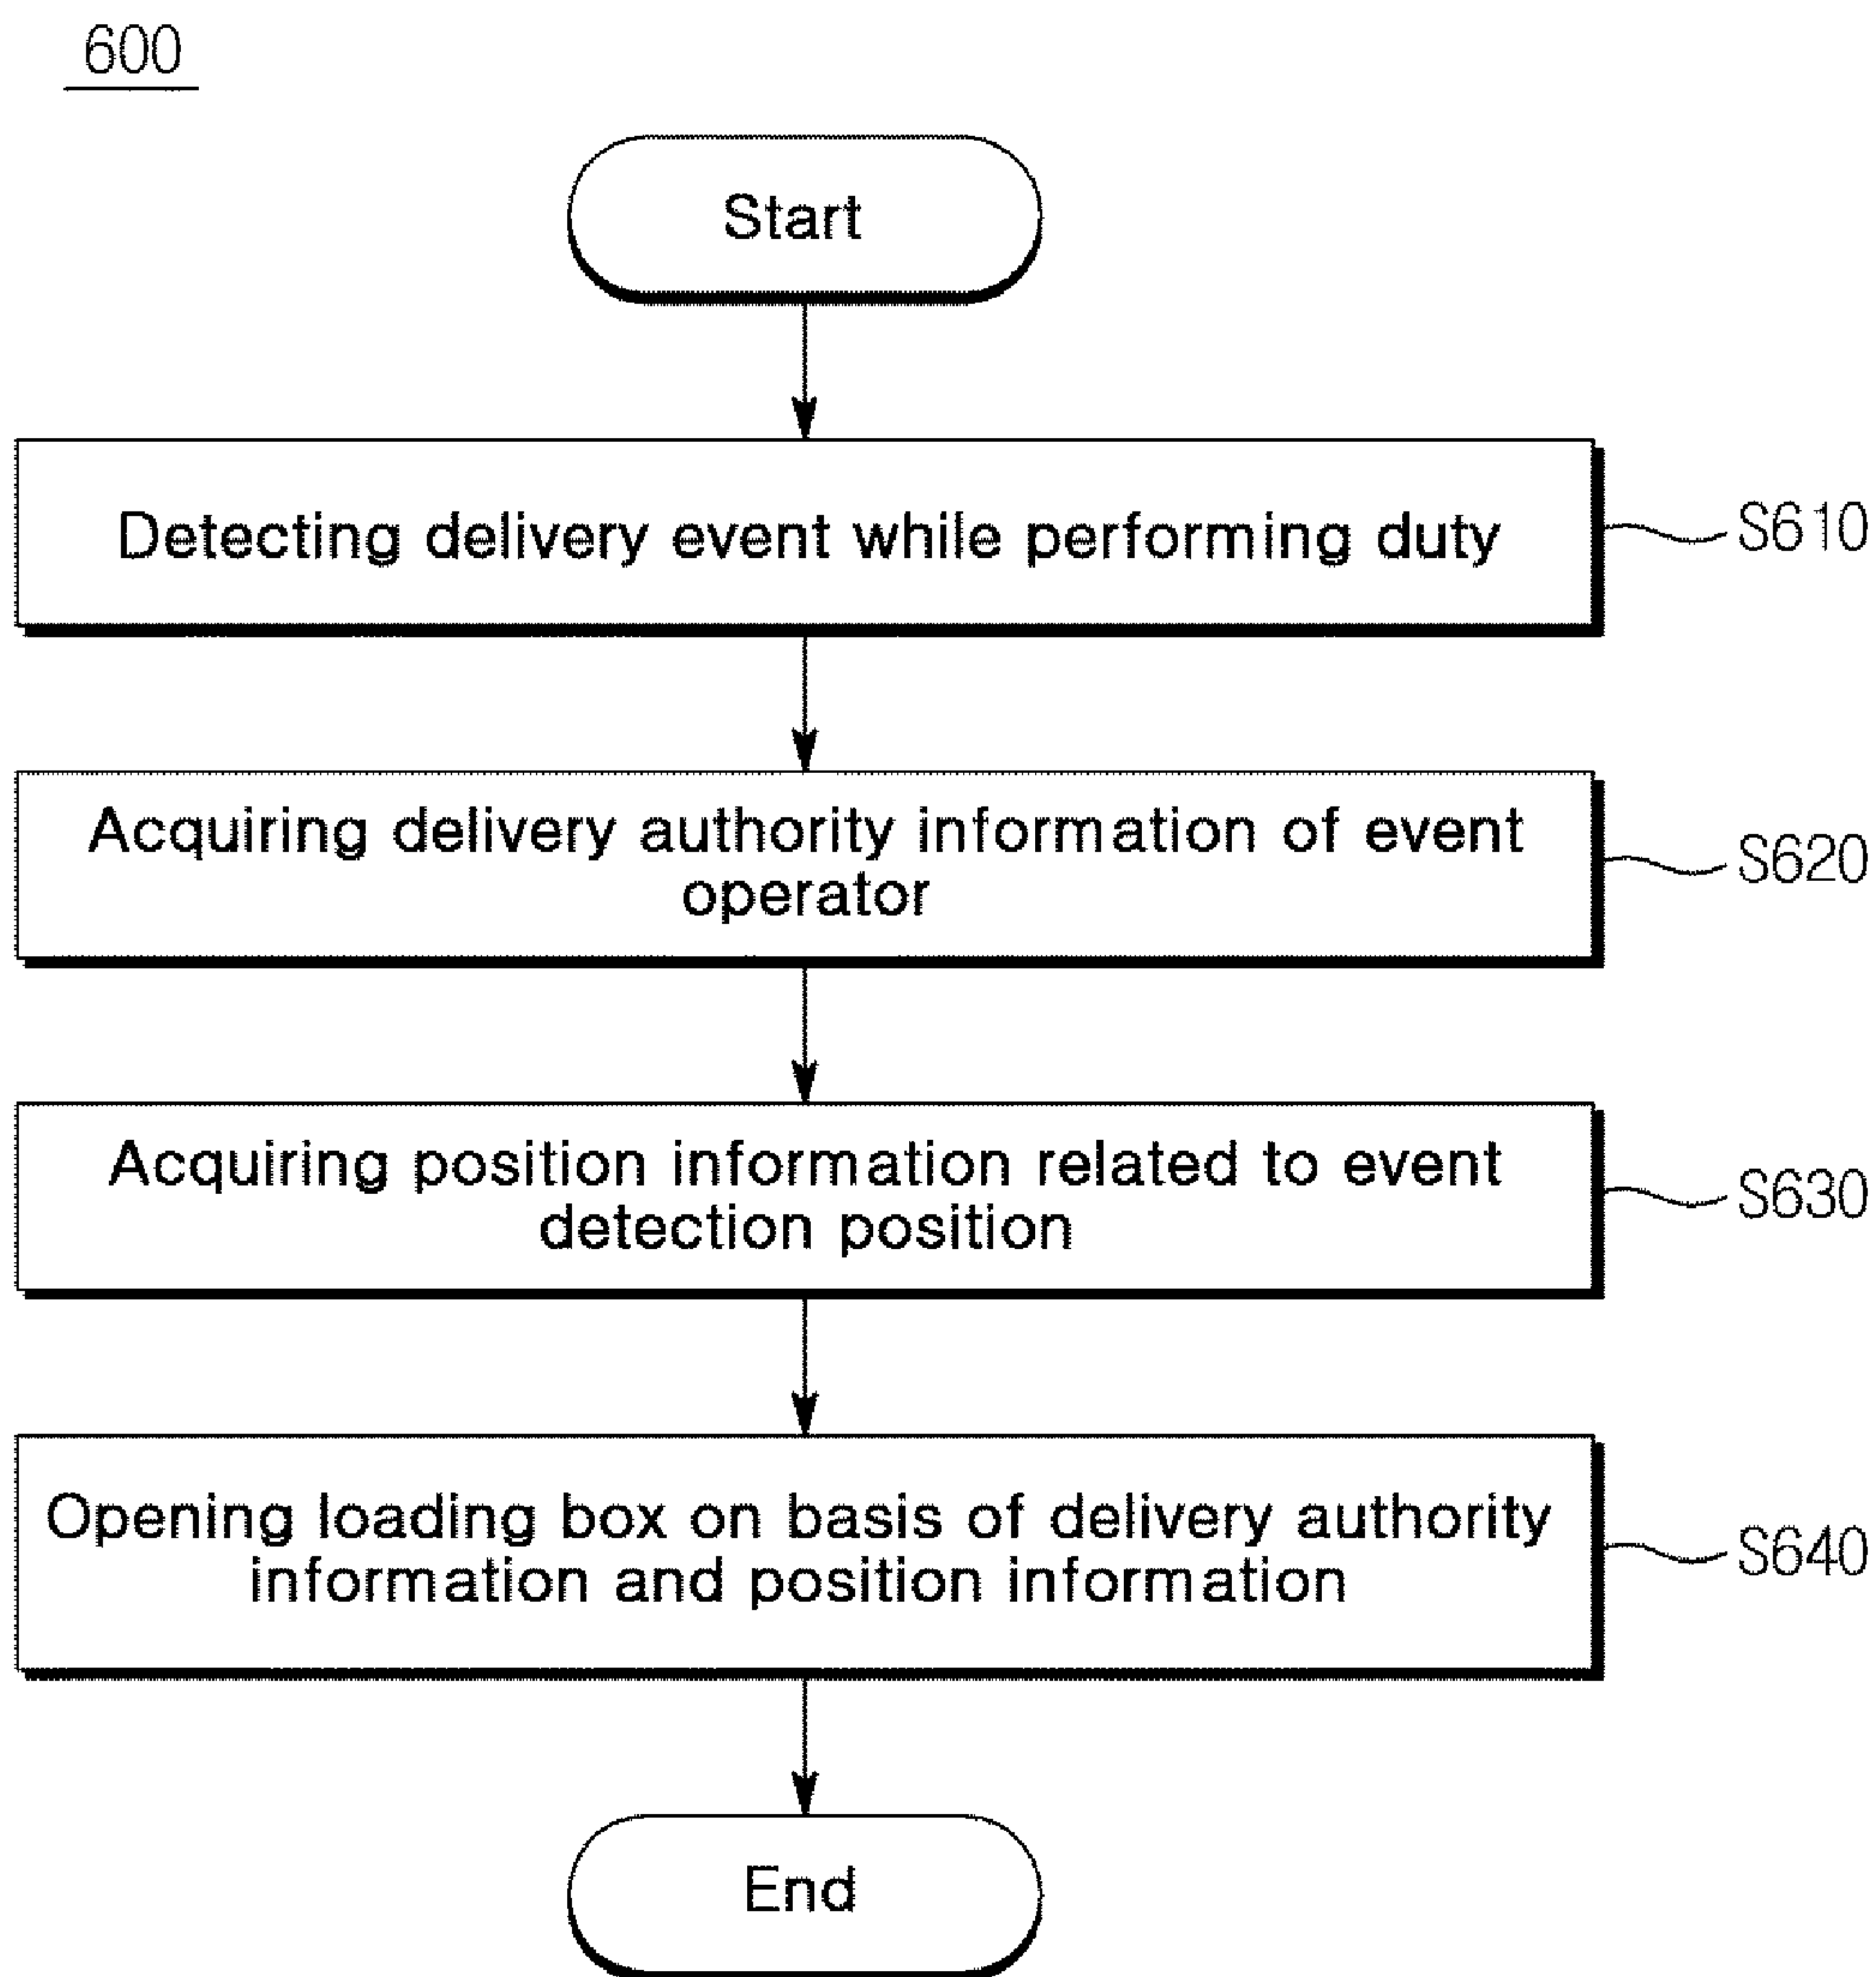 600
Start
Detecting delivery event while performing duty
S610
Acquiring delivery authority information of event
operator
S620
Acquiring position information related to event
detection position
S630
Opening loading box on basis of delivery authority
information and position information
S640
End